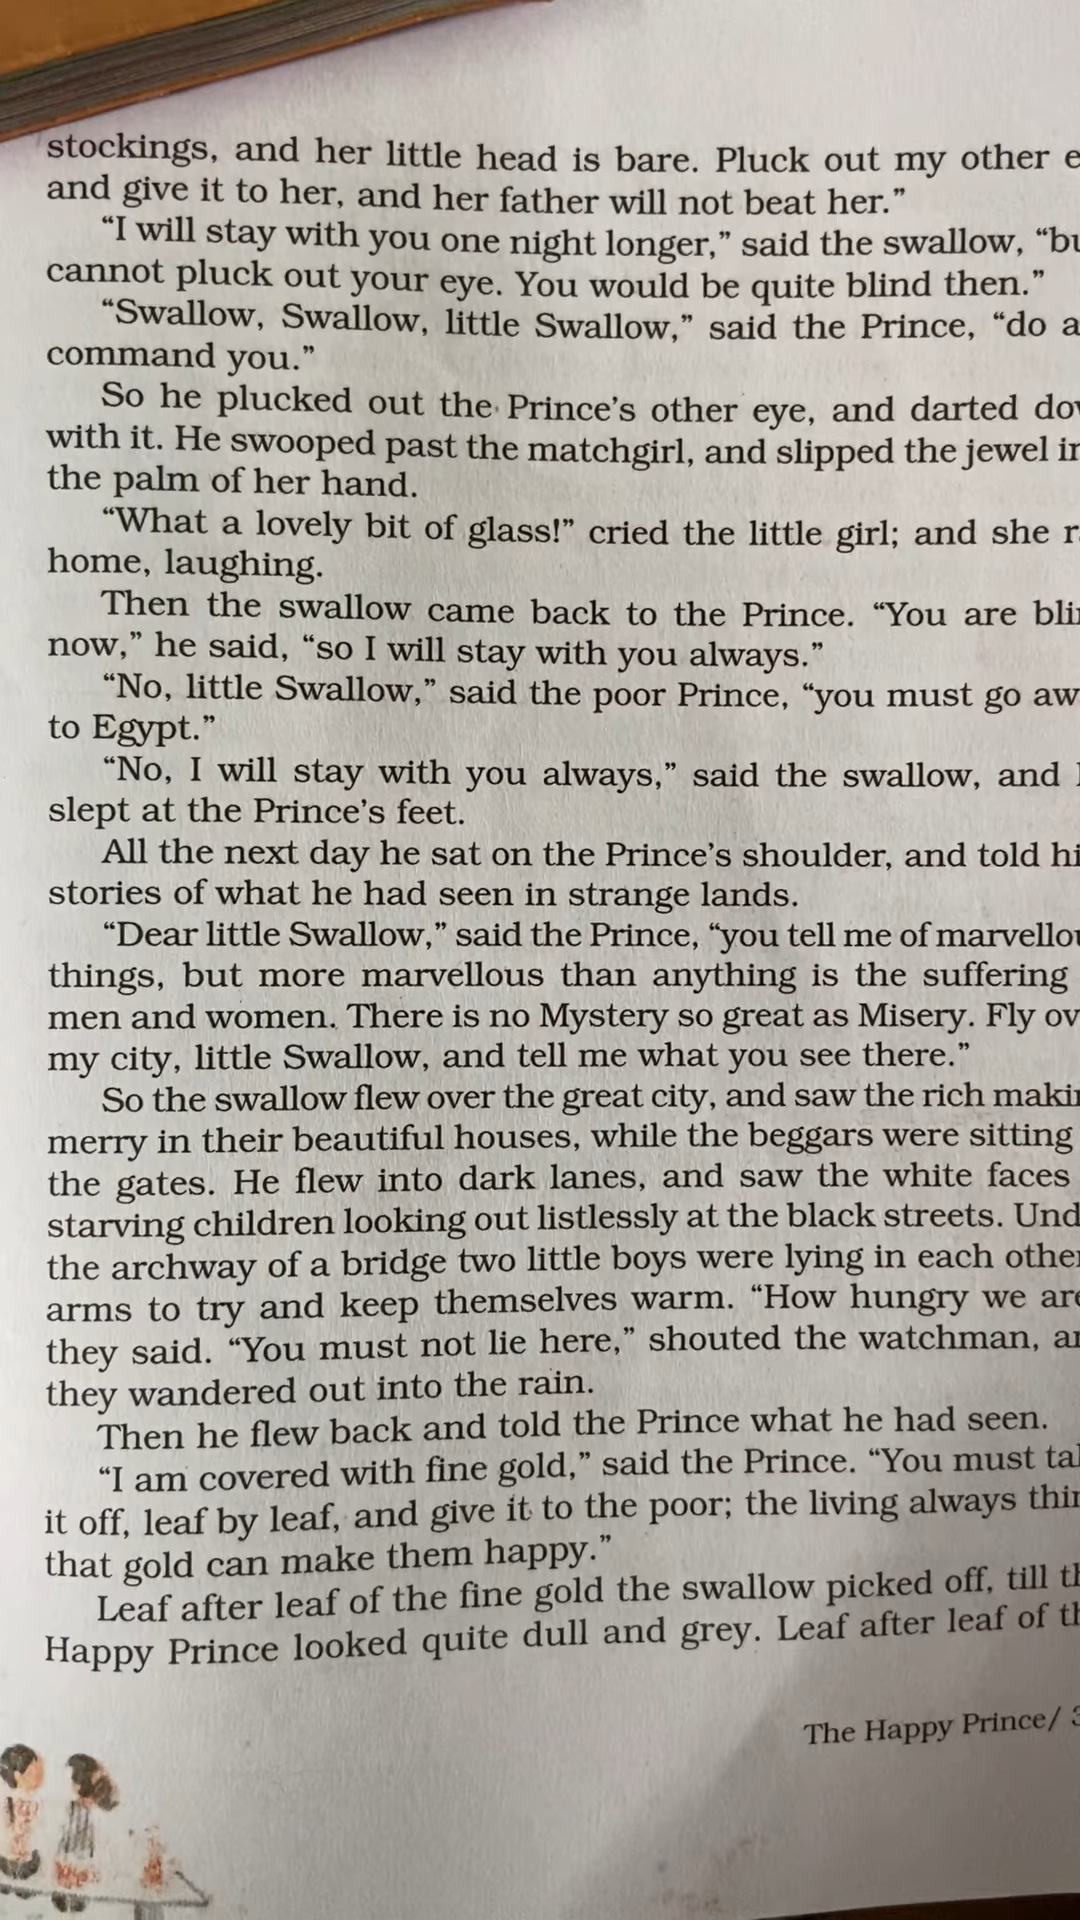 stockings, and her little head is bare. Pluck out my other
and give it to her, and her father will not beat her.”
“I will stay with you one night longer,” said the swallow,
cannot pluck out your eye. You would be quite blind then.”
“Swallow, Swallow, little Swallow,” said the Prince, “do
command you.”
So he plucked out the Prince’s other eye, and darted
with it. He swooped past the matchgirl, and slipped the jewel
the palm of her hand.
“What a lovely bit of glass!” cried the little girl; and she
home, laughing.
Then the swallow came back to the Prince. “You are
now,” he said, “so I will stay with you always.”
“No, little Swallow,” said the poor Prince, “you must go
to Egypt.”
“No, I will stay with you always,” said the swallow, and
slept at the Prince’s feet.
All the next day he sat on the Prince’s shoulder, and told
stories of what he had seen in strange lands.
“Dear little Swallow,” said the Prince, “you tell me of
things, but more marvellous than anything is the suffering
men and women. There is no Mystery so great as Misery. Fly
my city, little Swallow, and tell me what you see there.”
So the swallow flew over the great city, and saw the rich
merry in their beautiful houses, while the beggars were sitting
the gates. He flew into dark lanes, and saw the white faces
starving children looking out listlessly at the black streets.
the archway of a bridge two little boys were lying in each
arms to try and keep themselves warm. “How hungry we
they said. “You must not lie here,” shouted the watchman,
they wandered out into the rain.
Then he flew back and told the Prince what he had seen.
“I am covered with fine gold,” said the Prince. “You must
it off, leaf by leaf, and give it to the poor; the living always
that gold can make them happy.”
Leaf after leaf of the fine gold the swallow picked off, till
Happy Prince looked quite dull and grey. Leaf after leaf of
The Happy Prince/